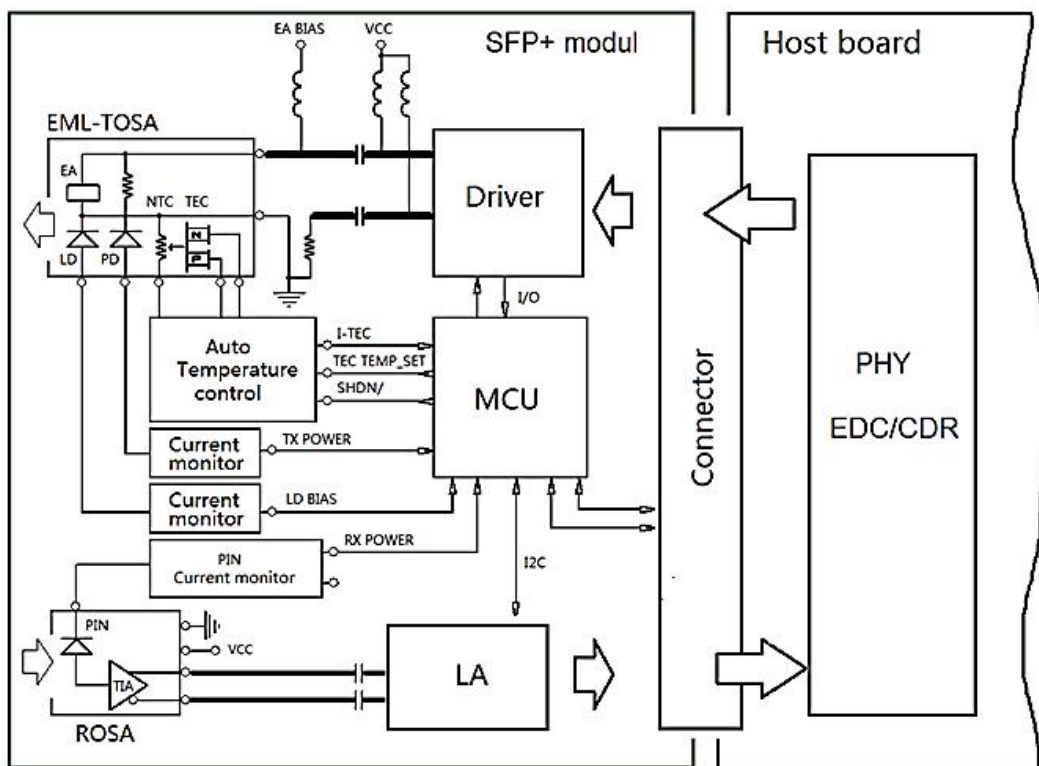 EA BIAS
VCC
SFP+ modul
Host board
EML-TOSA
EA
NTC TEC
N
P
LD
PD
Driver
I/O
Auto
Temperature
control
I-TEC
TEC TEMP_SET
SHDN/
MCU
Connector
PHY
EDC/CDR
Current
monitor
TX POWER
Current
monitor
LD BIAS
PIN
Current monitor
RX POWER
I2C
PIN
VCC
TIA
LA
ROSA